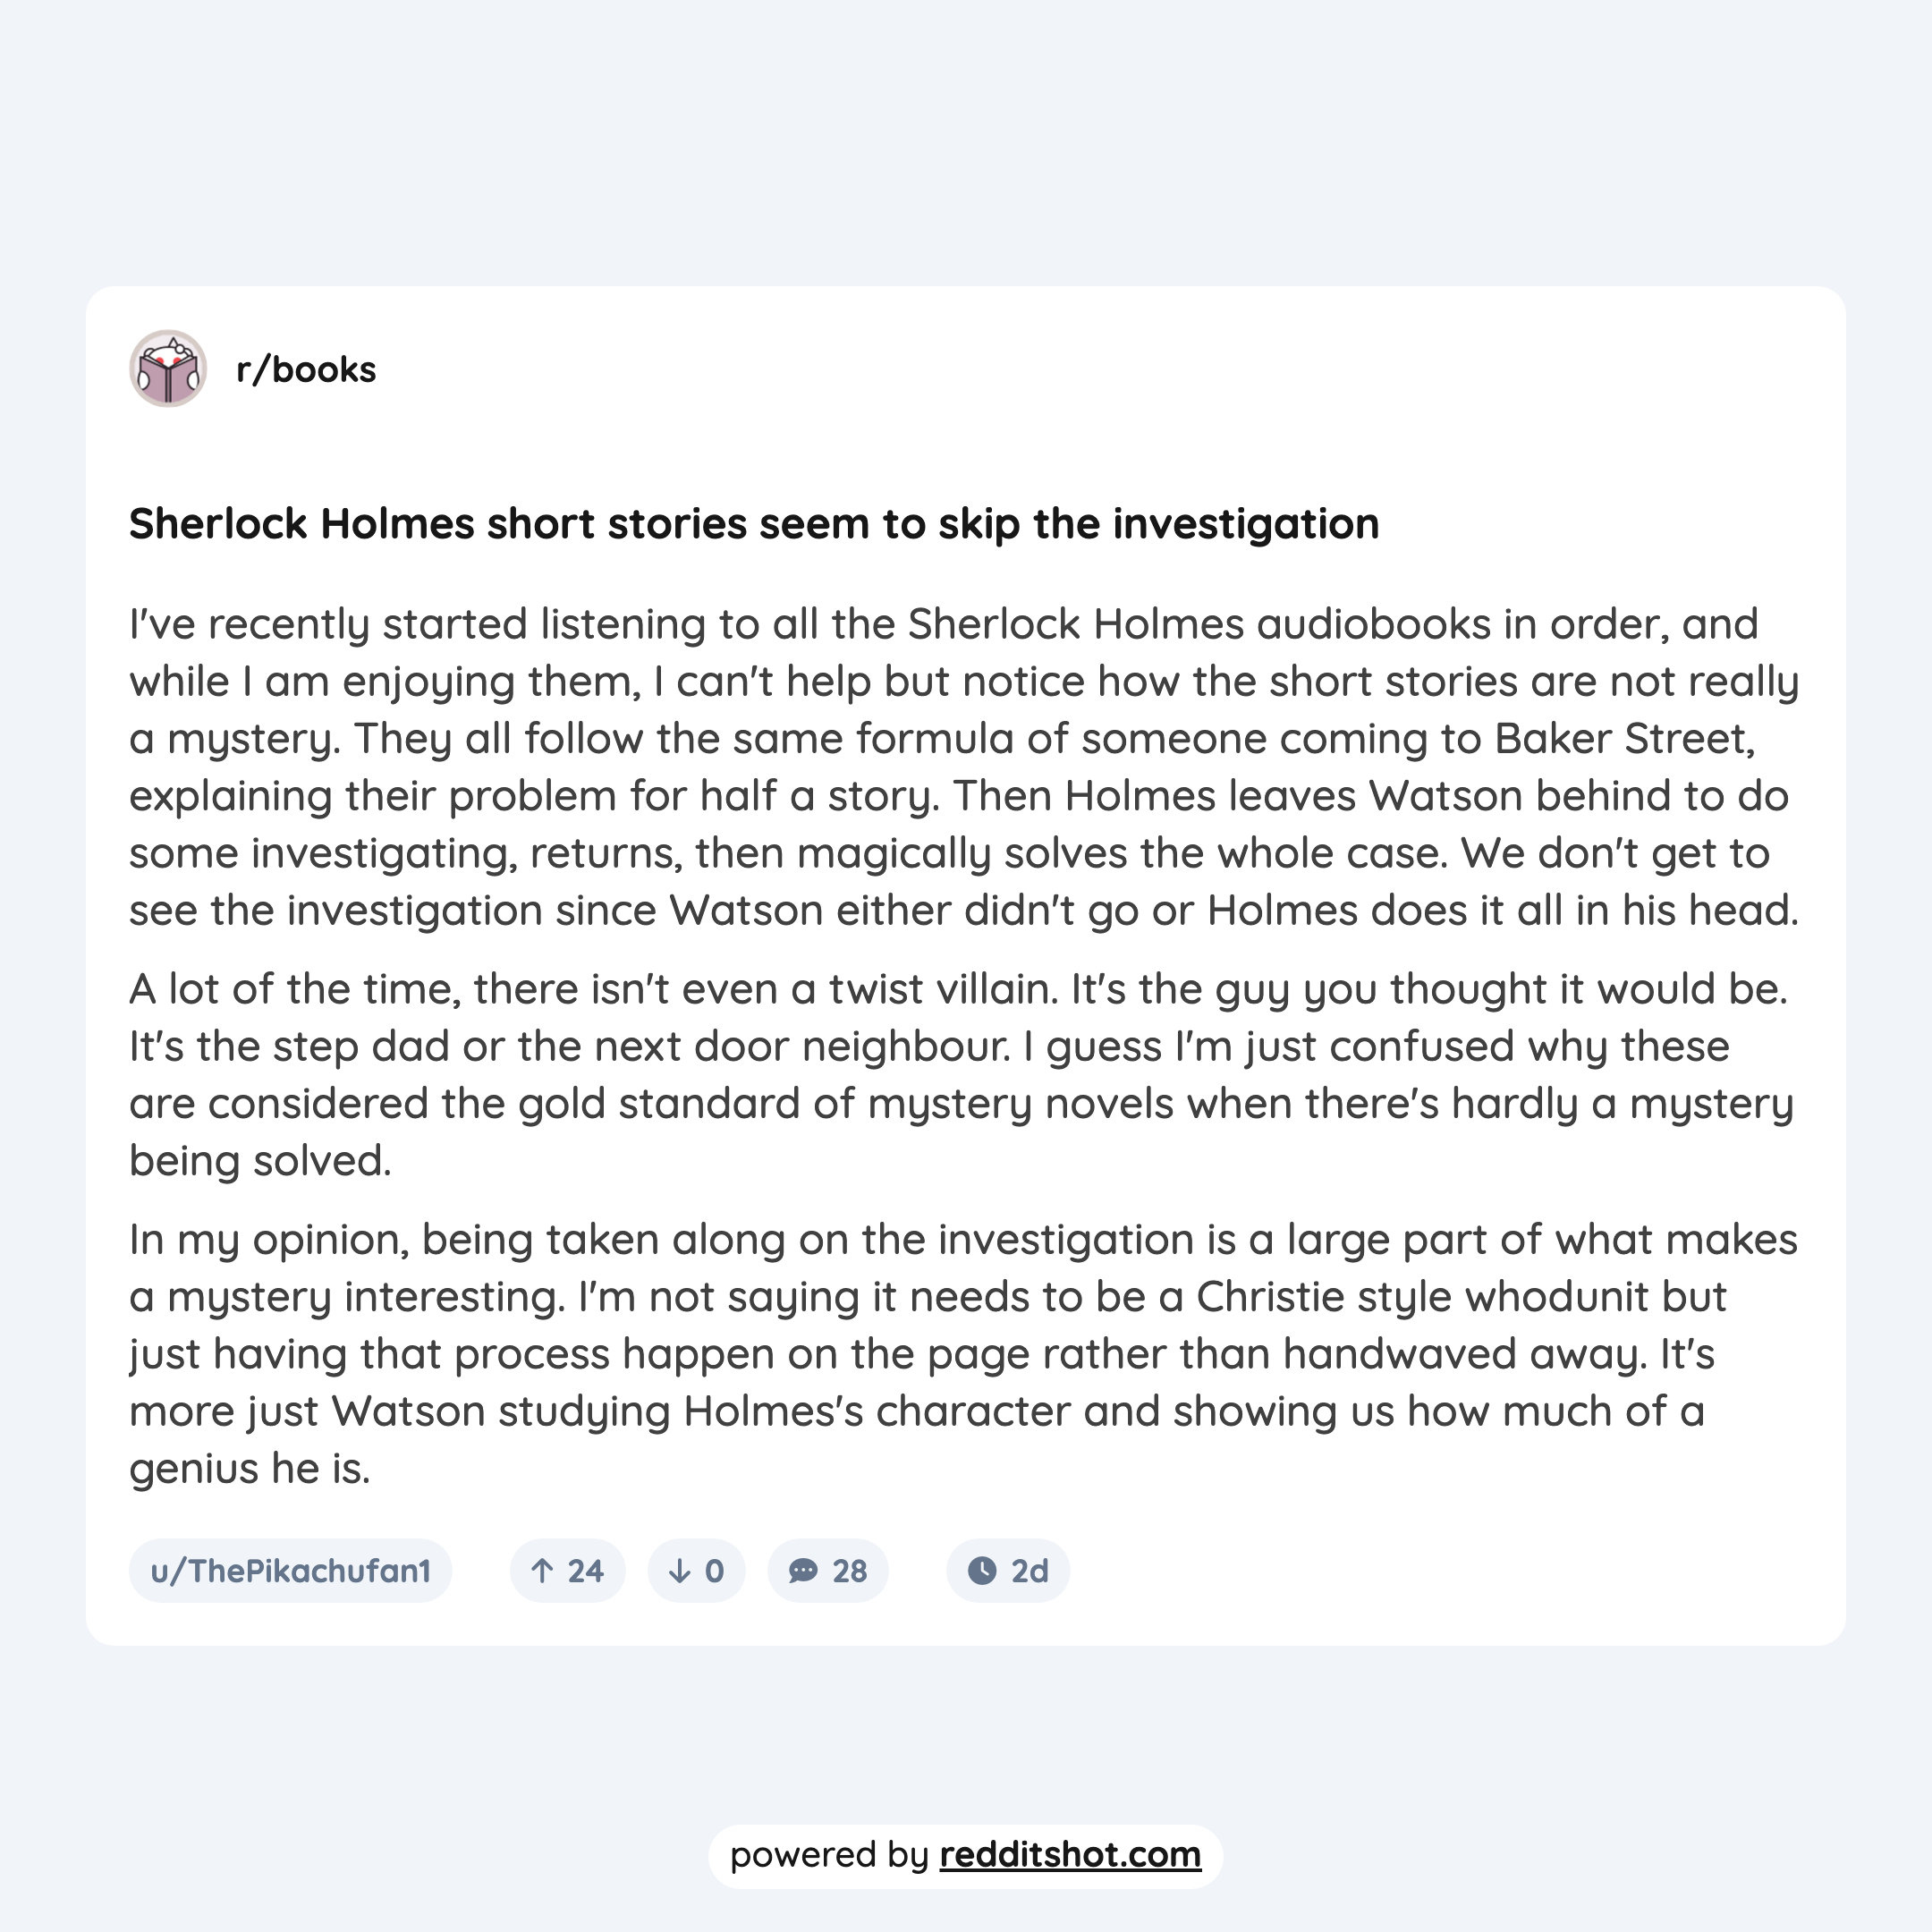 r/books
Sherlock Holmes short stories seem to skip the investigation
I've recently started listening to all the Sherlock Holmes audiobooks in order, and
while I am enjoying them, I can't help but notice how the short stories are not really
a mystery. They all follow the same formula of someone coming to Baker Street,
explaining their problem for half a story. Then Holmes leaves Watson behind to do
some investigating, returns, then magically solves the whole case. We don't get to
see the investigation since Watson either didn't go or Holmes does it all in his head.
A lot of the time, there isn't even a twist villain. It's the guy you thought it would be.
It's the step dad or the next door neighbour. I guess I'm just confused why these
are considered the gold standard of mystery novels when there's hardly a mystery
being solved.
In my opinion, being taken along on the investigation is a large part of what makes
a mystery interesting. I'm not saying it needs to be a Christie style whodunit but
just having that process happen on the page rather than handwaved away. It's
more just Watson studying Holmes's character and showing us how much of a
genius he is.
u/ThePikachufan1 24 0 28 2d
powered by redditshot.com